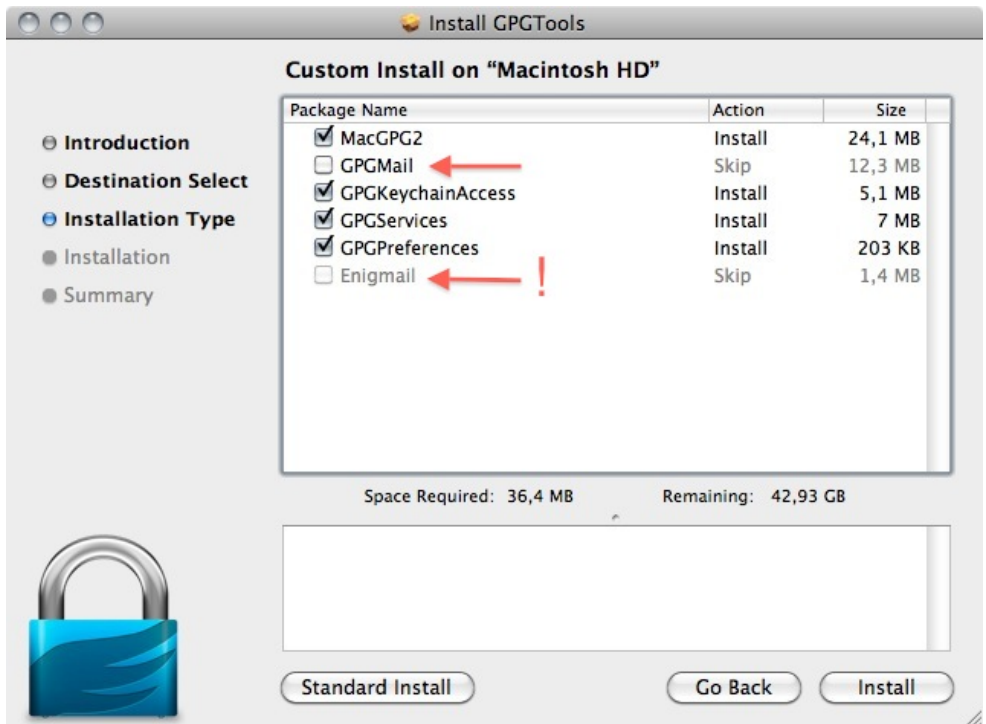 Install GPGTools
Custom Install on “Macintosh HD”
Introduction
Destination Select
Installation Type
Installation
Summary
Package Name Action Size
MacGPG2 Install 24,1 MB
GPGMail Skip 12,3 MB
GPGKeychainAccess Install 5,1 MB
GPGServices Install 7 MB
GPGPreferences Install 203 KB
Enigmail ! Skip 1,4 MB
Space Required: 36,4 MB Remaining: 42,93 GB
Standard Install Go Back Install